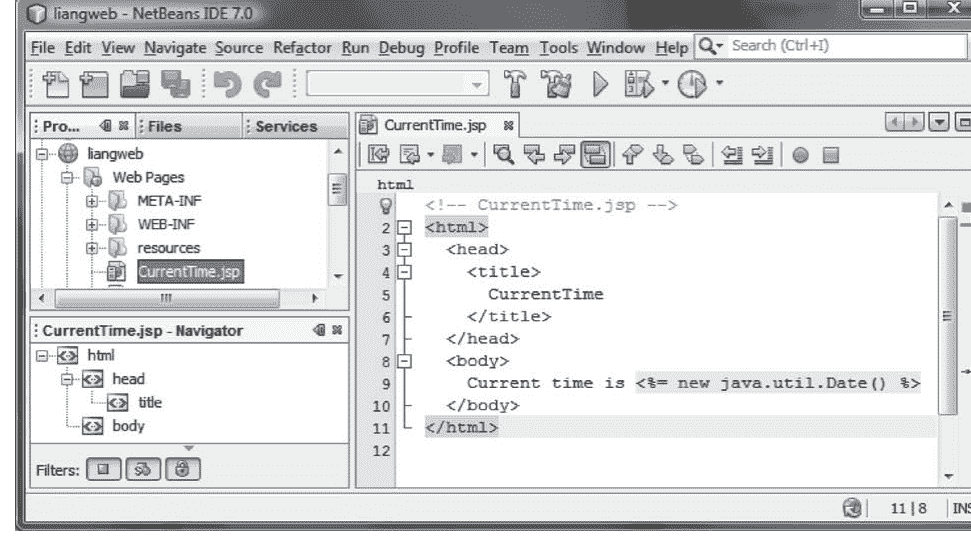 liangweb - NetBeans IDE 7.0
File Edit View Navigate Source Refactor Run Debug Profile Team Tools Window Help Search (Ctrl+I)
Pro... Files Services
liangweb
Web Pages
META-INF
WEB-INF
resources
CurrentTime.jsp
CurrentTime.jsp - Navigator
html
head
title
body
Filters:
CurrentTime.jsp
html
<!-- CurrentTime.jsp -->
2 <html>
3 <head>
4 <title>
5 CurrentTime
6 </title>
7 </head>
8 <body>
9 Current time is <%= new java.util.Date() %>
10 </body>
11 </html>
12
11|8 INS